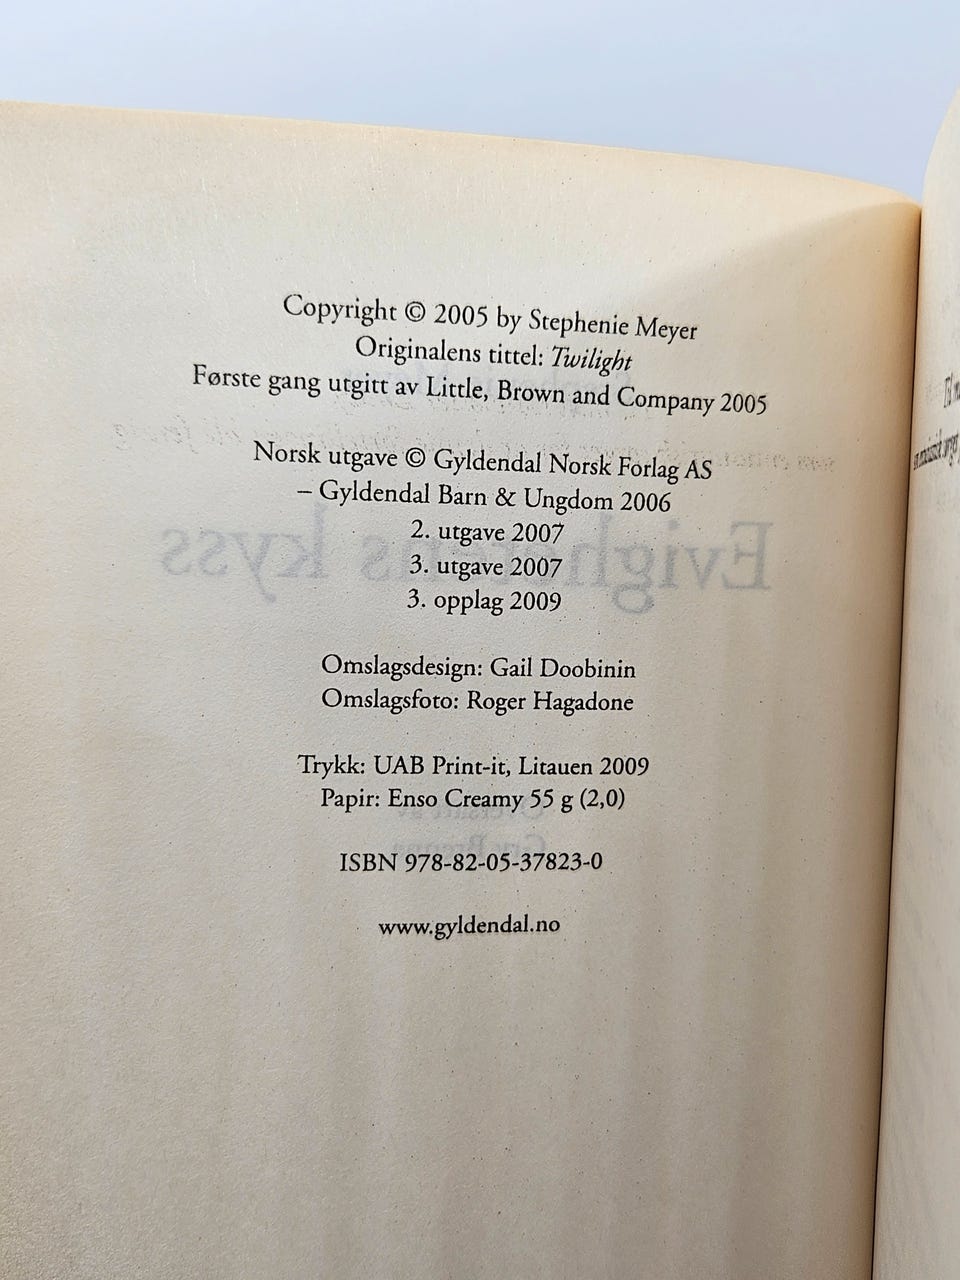 Copyright © 2005 by Stephenie Meyer
Originalens tittel: Twilight
Første gang utgitt av Little, Brown and Company 2005
Norsk utgave © Gyldendal Norsk Forlag AS
– Gyldendal Barn & Ungdom 2006
2. utgave 2007
3. utgave 2007
3. opplag 2009
Omslagsdesign: Gail Doobinin
Omslagsfoto: Roger Hagadone
Trykk: UAB Print-it, Litauen 2009
Papir: Enso Creamy 55 g (2,0)
ISBN 978-82-05-37823-0
www.gyldendal.no
Evighetens kyss